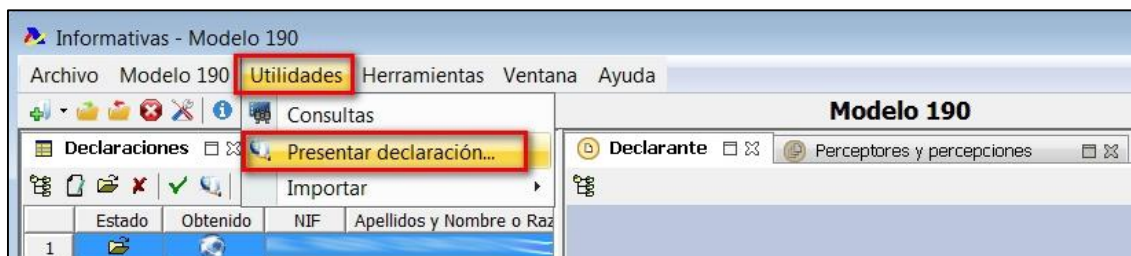 Informativas - Modelo 190
Archivo Modelo 190 Utilidades Herramientas Ventana Ayuda
Consultas Modelo 190
Declaraciones Presentar declaración... Declarante Perceptores y percepciones
Importar
Estado Obtenido NIF Apellidos y Nombre o Raz
1